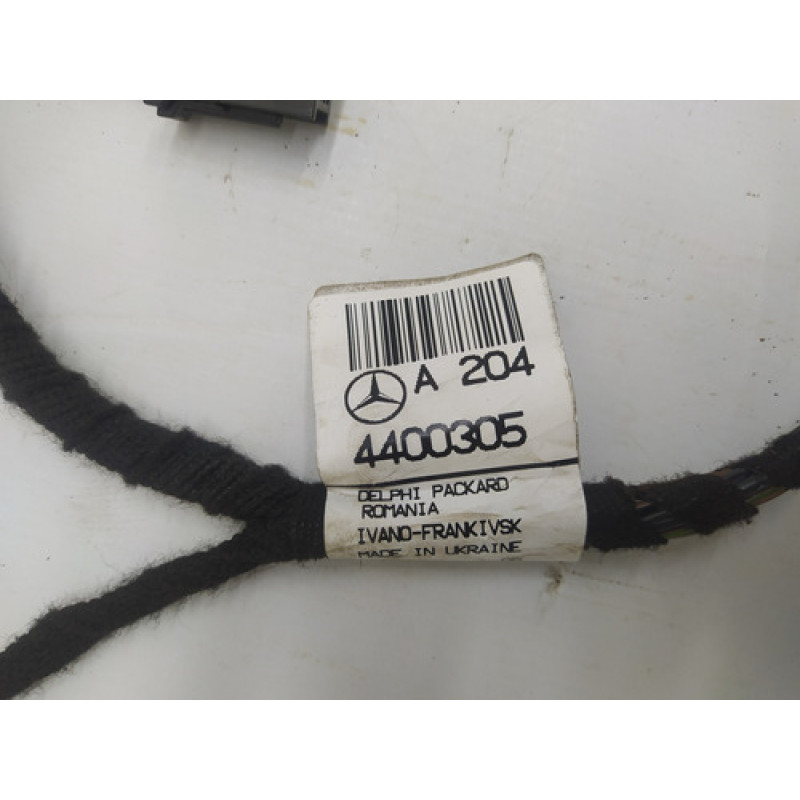 A 204
4400305
DELPHI PACKARD
ROMANIA
IVANO-FRANKIVSK
MADE IN UKRAINE